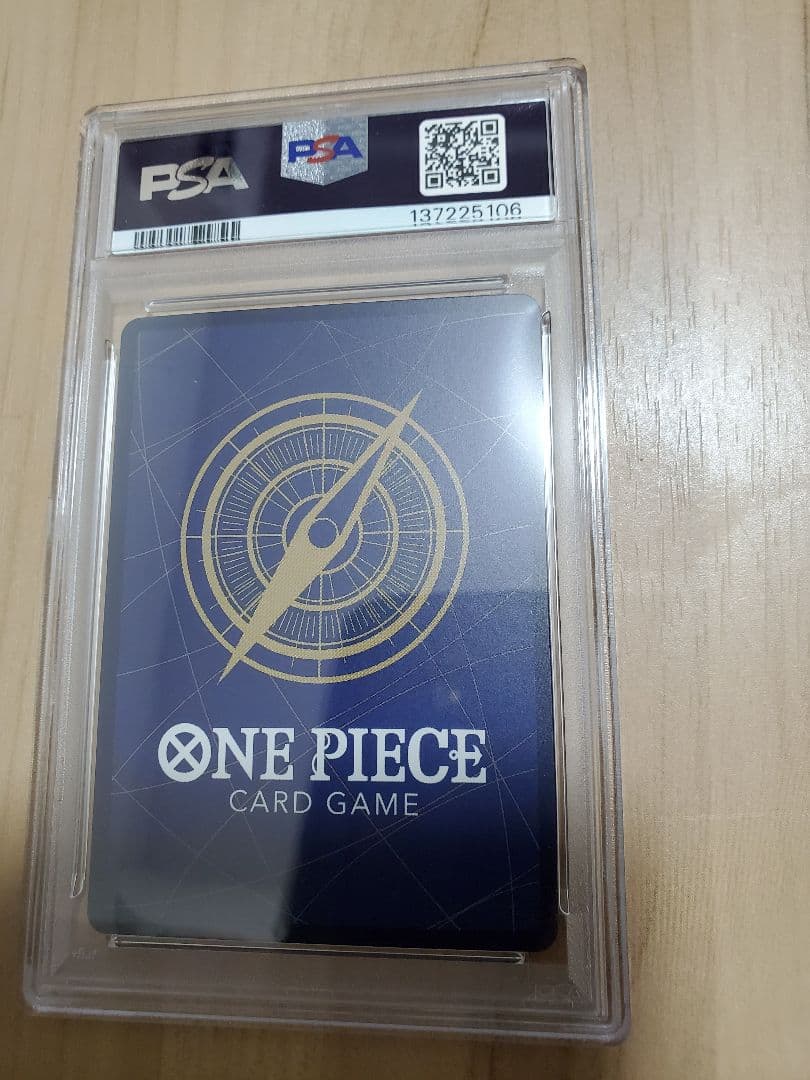 PSA
PSA
137225106
ONE PIECE
CARD GAME